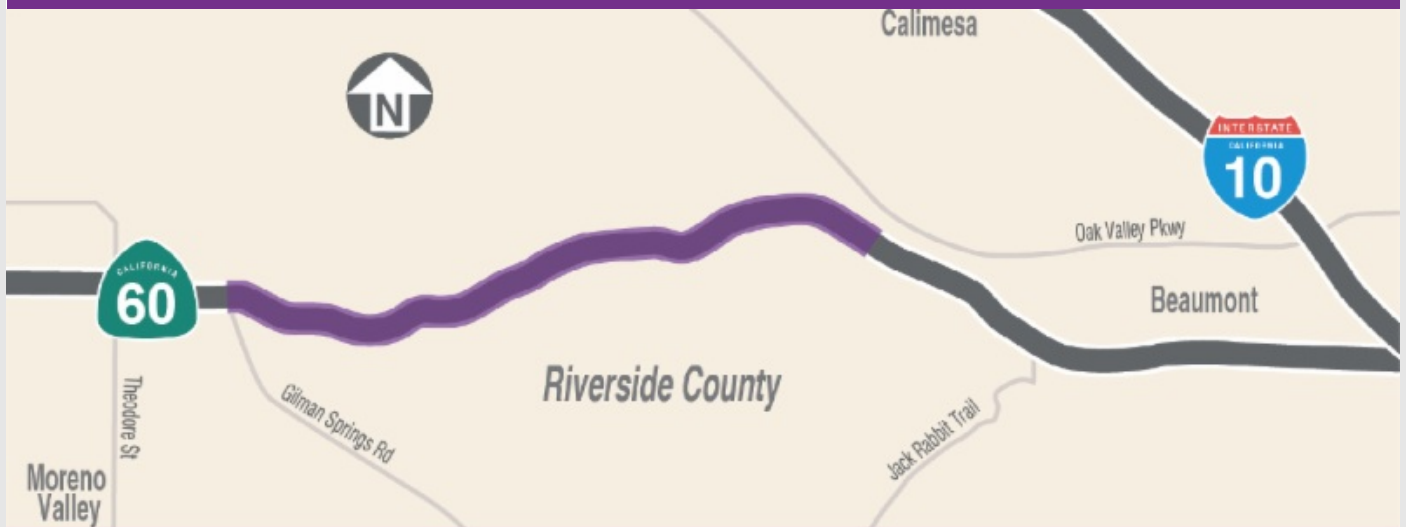 Calimesa
N
INTERSTATE
CALIFORNIA
10
Oak Valley Pkwy
CALIFORNIA
60
Beaumont
Riverside County
Theodore St
Gilman Springs Rd
Jack Rabbit Trail
Moreno
Valley